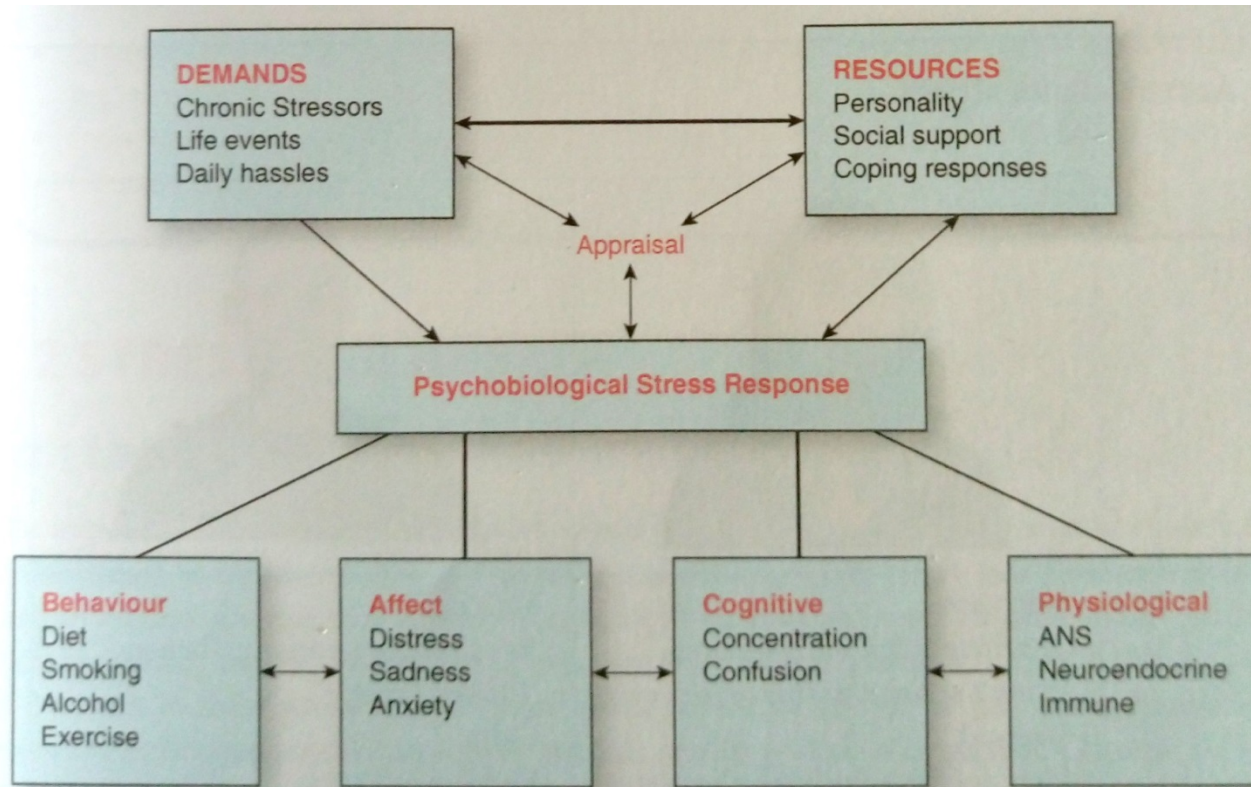 DEMANDS
Chronic Stressors
Life events
Daily hassles
RESOURCES
Personality
Social support
Coping responses
Appraisal
Psychobiological Stress Response
Behaviour
Diet
Smoking
Alcohol
Exercise
Affect
Distress
Sadness
Anxiety
Cognitive
Concentration
Confusion
Physiological
ANS
Neuroendocrine
Immune